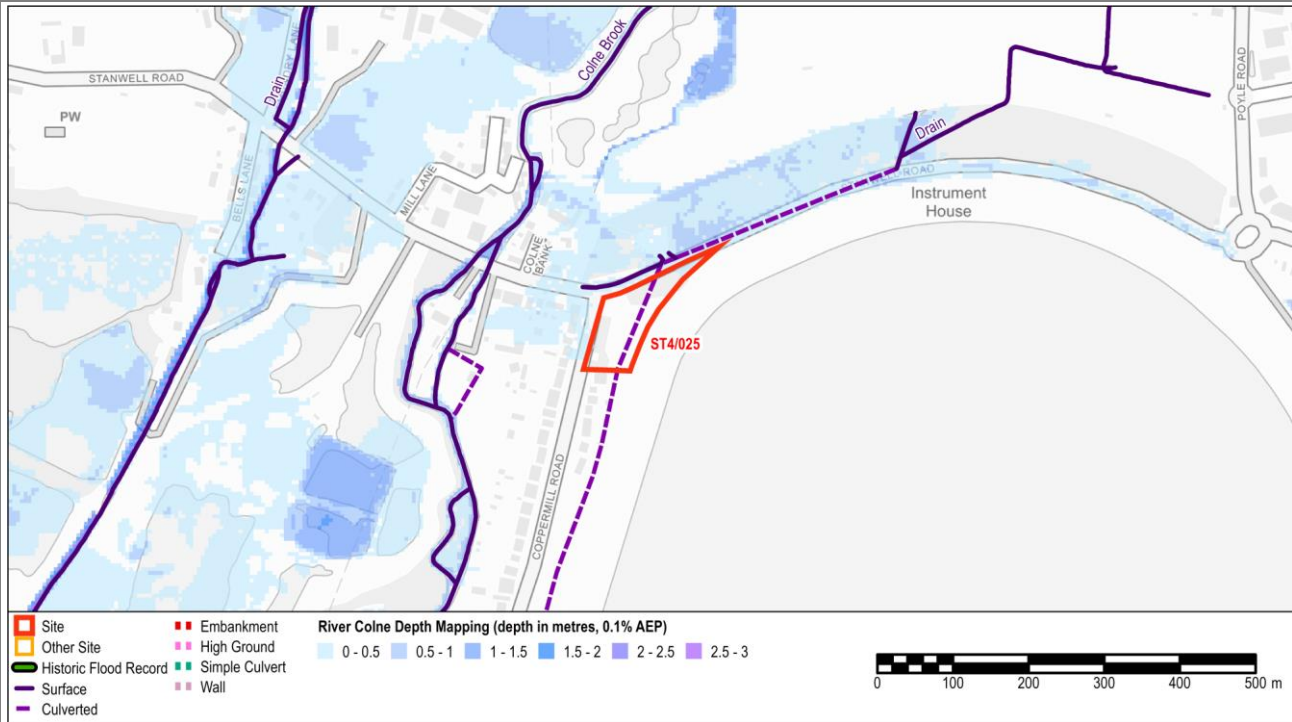 STANWELL ROAD
PW
Drain
Colne Brook
BELLS LANE
MILL LANE
COLNE
BANK
Drain
ROAD
POYLE ROAD
Instrument
House
ST4/025
COPPERMILL ROAD
Site
Other Site
Historic Flood Record
Surface
Culverted
Embankment
High Ground
Simple Culvert
Wall
River Colne Depth Mapping (depth in metres, 0.1% AEP)
0 - 0.5 0.5 - 1 1 - 1.5 1.5 - 2 2 - 2.5 2.5 - 3
0 100 200 300 400 500 m